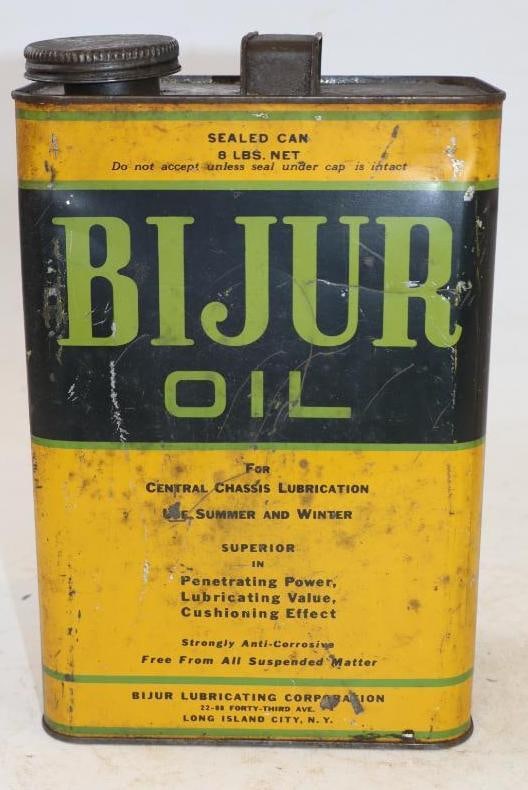 SEALED CAN
8 LBS. NET
Do not accept unless seal under cap is intact
BIJUR
OIL
FOR
CENTRAL CHASSIS LUBRICATION
USE SUMMER AND WINTER
SUPERIOR
IN
Penetrating Power,
Lubricating Value,
Cushioning Effect
Strongly Anti-Corrosive
Free From All Suspended Matter
BIJUR LUBRICATING CORPORATION
22-08 FORTY-THIRD AVE.
LONG ISLAND CITY, N. Y.